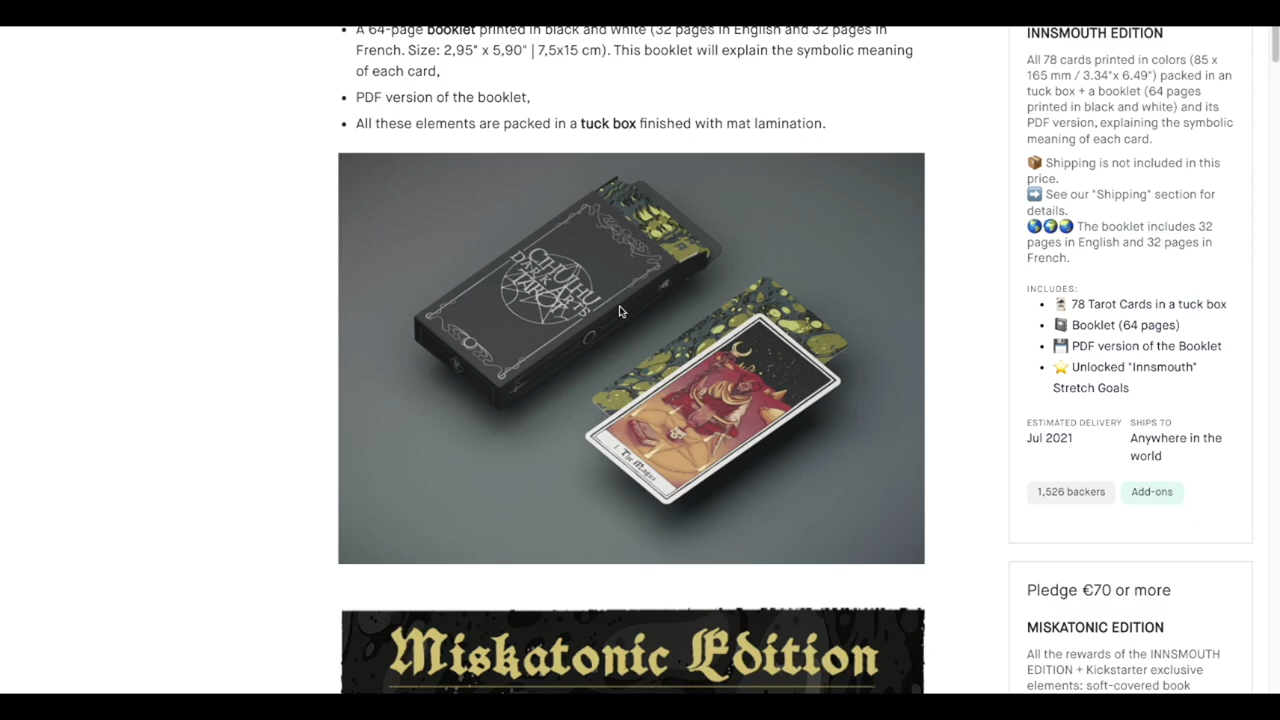 • A 64-page booklet printed in black and white (32 pages in English and 32 pages in
French. Size: 2,95" x 5,90" | 7,5x15 cm). This booklet will explain the symbolic meaning
of each card,
• PDF version of the booklet,
• All these elements are packed in a tuck box finished with mat lamination.
CTHULHU
DARK ARTS
TAROT
I. The Magus
Miskatonic Edition
INNSMOUTH EDITION
All 78 cards printed in colors (85 x
165 mm / 3.34"x 6.49") packed in an
tuck box + a booklet (64 pages
printed in black and white) and its
PDF version, explaining the symbolic
meaning of each card.
📦 Shipping is not included in this
price.
➡️ See our "Shipping" section for
details.
🌎🌍🌏 The booklet includes 32
pages in English and 32 pages in
French.
INCLUDES:
• 🃏 78 Tarot Cards in a tuck box
• 📓 Booklet (64 pages)
• 💾 PDF version of the Booklet
• ⭐ Unlocked "Innsmouth"
Stretch Goals
ESTIMATED DELIVERY
Jul 2021
SHIPS TO
Anywhere in the
world
1,526 backers
Add-ons
Pledge €70 or more
MISKATONIC EDITION
All the rewards of the INNSMOUTH
EDITION + Kickstarter exclusive
elements: soft-covered book